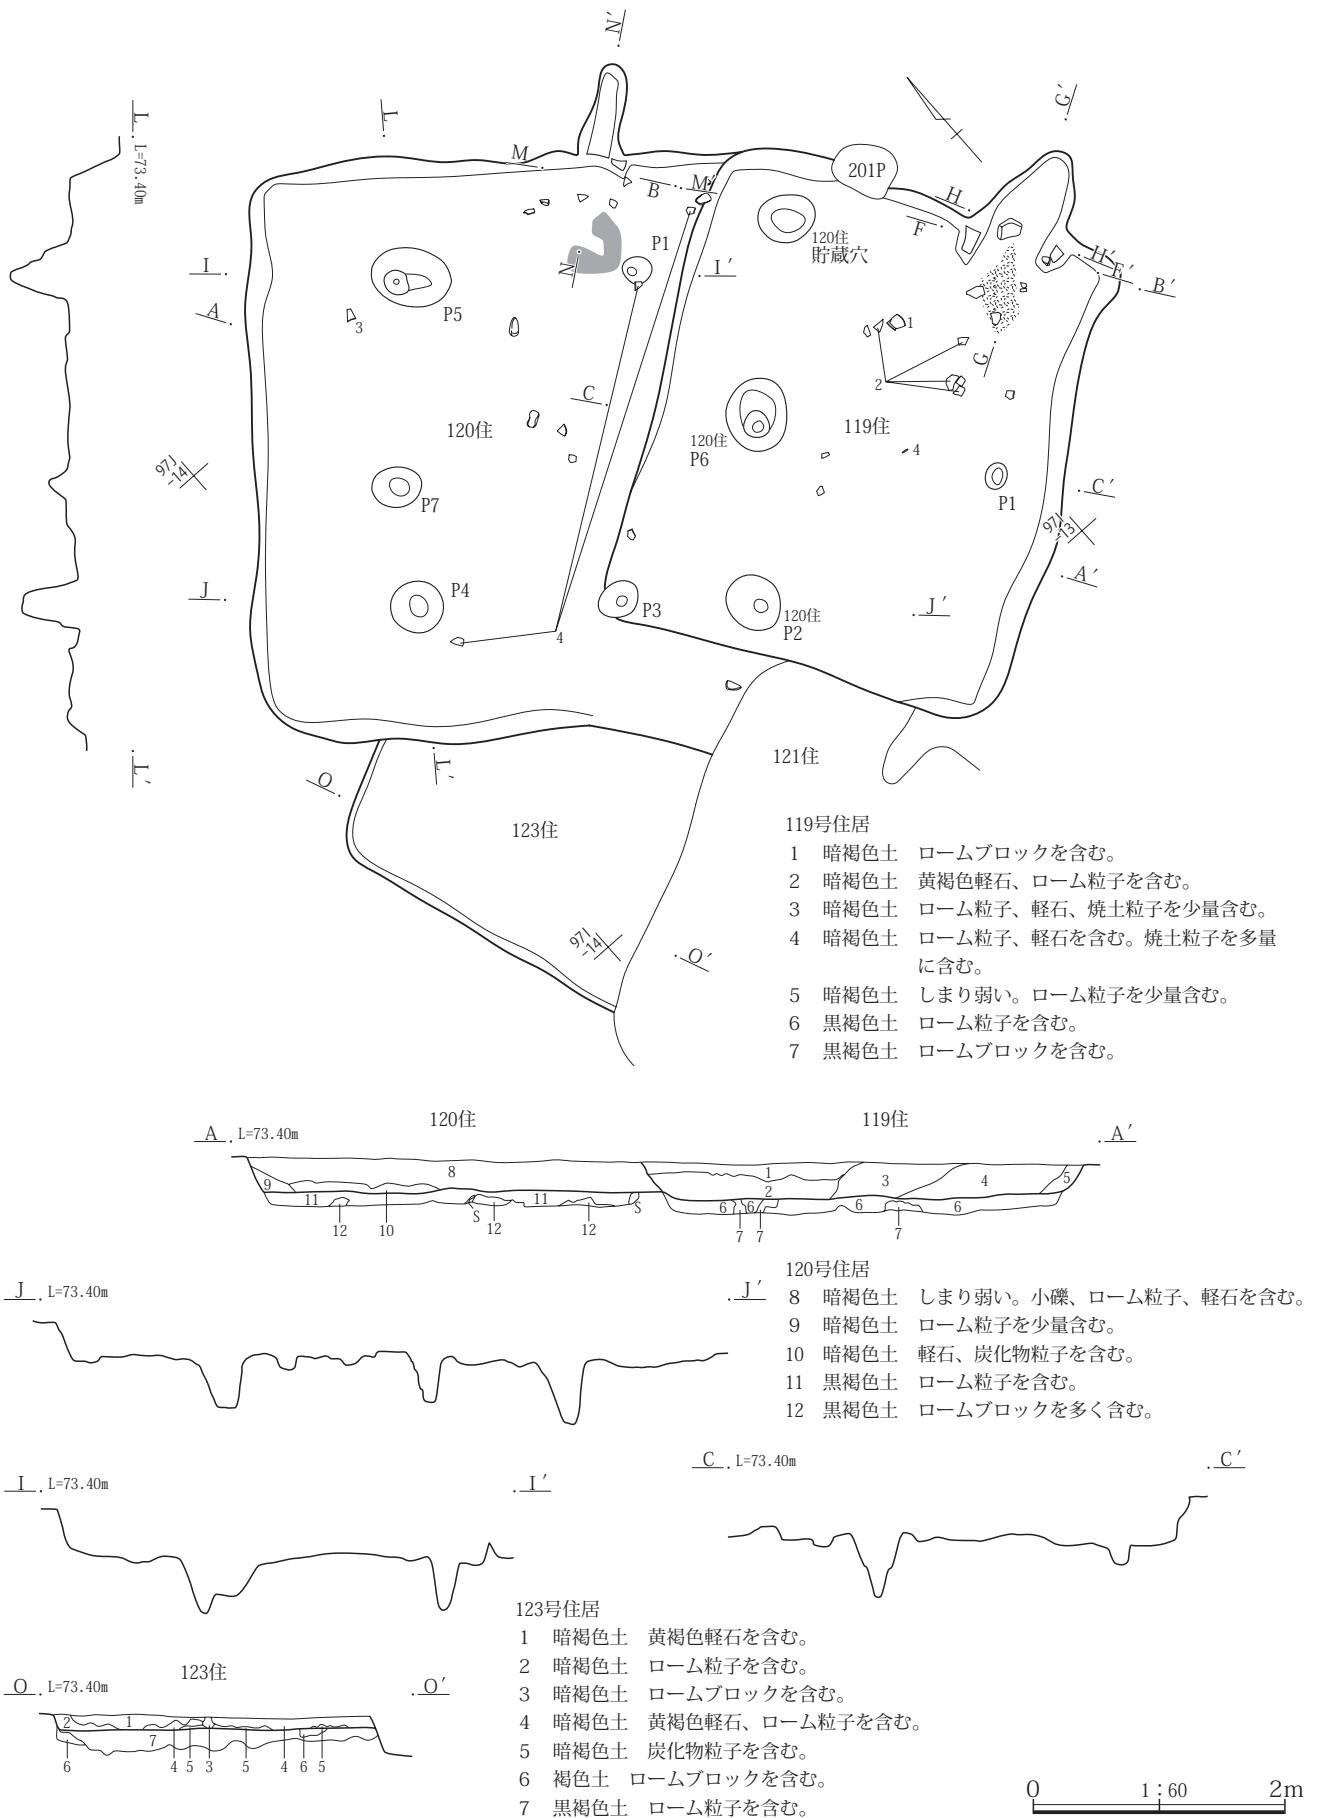 N′
G′
L
L
L=73.40m
201P
M
B
M′
H
F
H′
E′
B′
120住
貯蔵穴
P1
I
I′
N
A
P5
3
1
G
2
2
C
120住
119住
120住
P6
4
P1
C′
97J
-14
P7
97J
-13
A′
J
P4
P3
120住
P2
J′
4
L′
L′
O
121住
123住
97J
-14
O′
119号住居
1 暗褐色土 ロームブロックを含む。
2 暗褐色土 黄褐色軽石、ローム粒子を含む。
3 暗褐色土 ローム粒子、軽石、焼土粒子を少量含む。
4 暗褐色土 ローム粒子、軽石を含む。焼土粒子を多量
に含む。
5 暗褐色土 しまり弱い。ローム粒子を少量含む。
6 黒褐色土 ローム粒子を含む。
7 黒褐色土 ロームブロックを含む。
120住
119住
A L=73.40m
A′
8
1
2
3
4
5
9
11
11
6
6
6
6
12
10
S
12
12
S
7
7
7
120号住居
8 暗褐色土 しまり弱い。小礫、ローム粒子、軽石を含む。
9 暗褐色土 ローム粒子を少量含む。
10 暗褐色土 軽石、炭化物粒子を含む。
11 黒褐色土 ローム粒子を含む。
12 黒褐色土 ロームブロックを多く含む。
J L=73.40m
J′
I L=73.40m
I′
C L=73.40m
C′
123号住居
1 暗褐色土 黄褐色軽石を含む。
2 暗褐色土 ローム粒子を含む。
3 暗褐色土 ロームブロックを含む。
4 暗褐色土 黄褐色軽石、ローム粒子を含む。
5 暗褐色土 炭化物粒子を含む。
6 褐色土 ロームブロックを含む。
7 黒褐色土 ローム粒子を含む。
123住
O L=73.40m
O′
2
1
7
6
4 5 3 5 4 6 5
0 1：60 2m